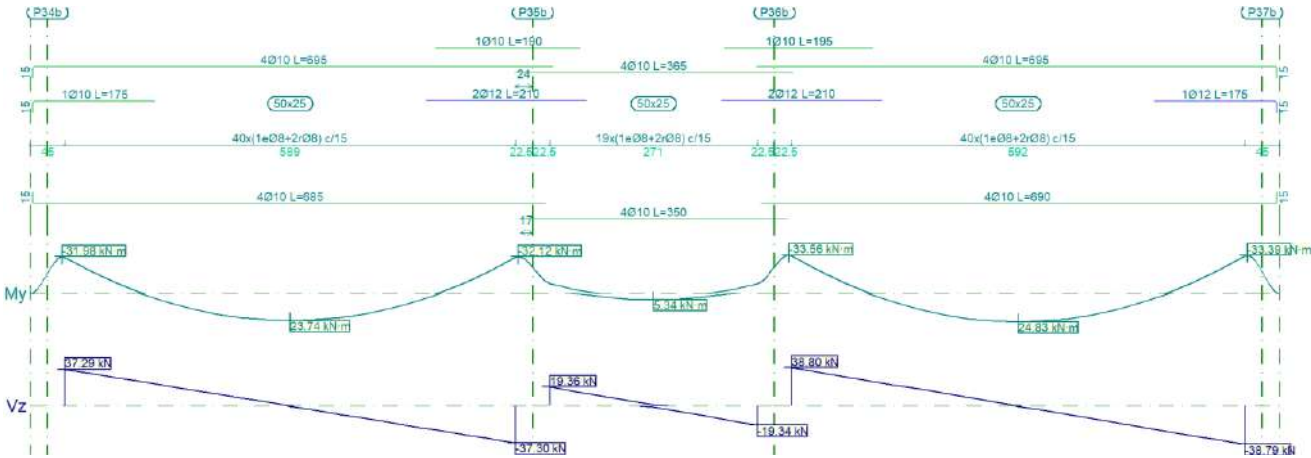 P34b P35b P36b P37b
1Ø10 L=190 1Ø10 L=195
4Ø10 L=695 4Ø10 L=695
15 24 4Ø10 L=365 15
1Ø10 L=175 50x25 2Ø12 L=210 50x25 2Ø12 L=210 50x25 1Ø12 L=175
15 15
40x(1eØ8+2rØ8) c/15 19x(1eØ8+2rØ8) c/15 40x(1eØ8+2rØ8) c/15
45 589 22.5 22.5 271 22.5 22.5 592 45
15 4Ø10 L=685 4Ø10 L=690 15
17 4Ø10 L=350
-31.98 kN·m -32.12 kN·m -33.56 kN·m -33.39 kN·m
My
23.74 kN·m 5.34 kN·m 24.83 kN·m
37.29 kN 19.36 kN 38.80 kN
Vz
-37.30 kN -19.34 kN -38.79 kN